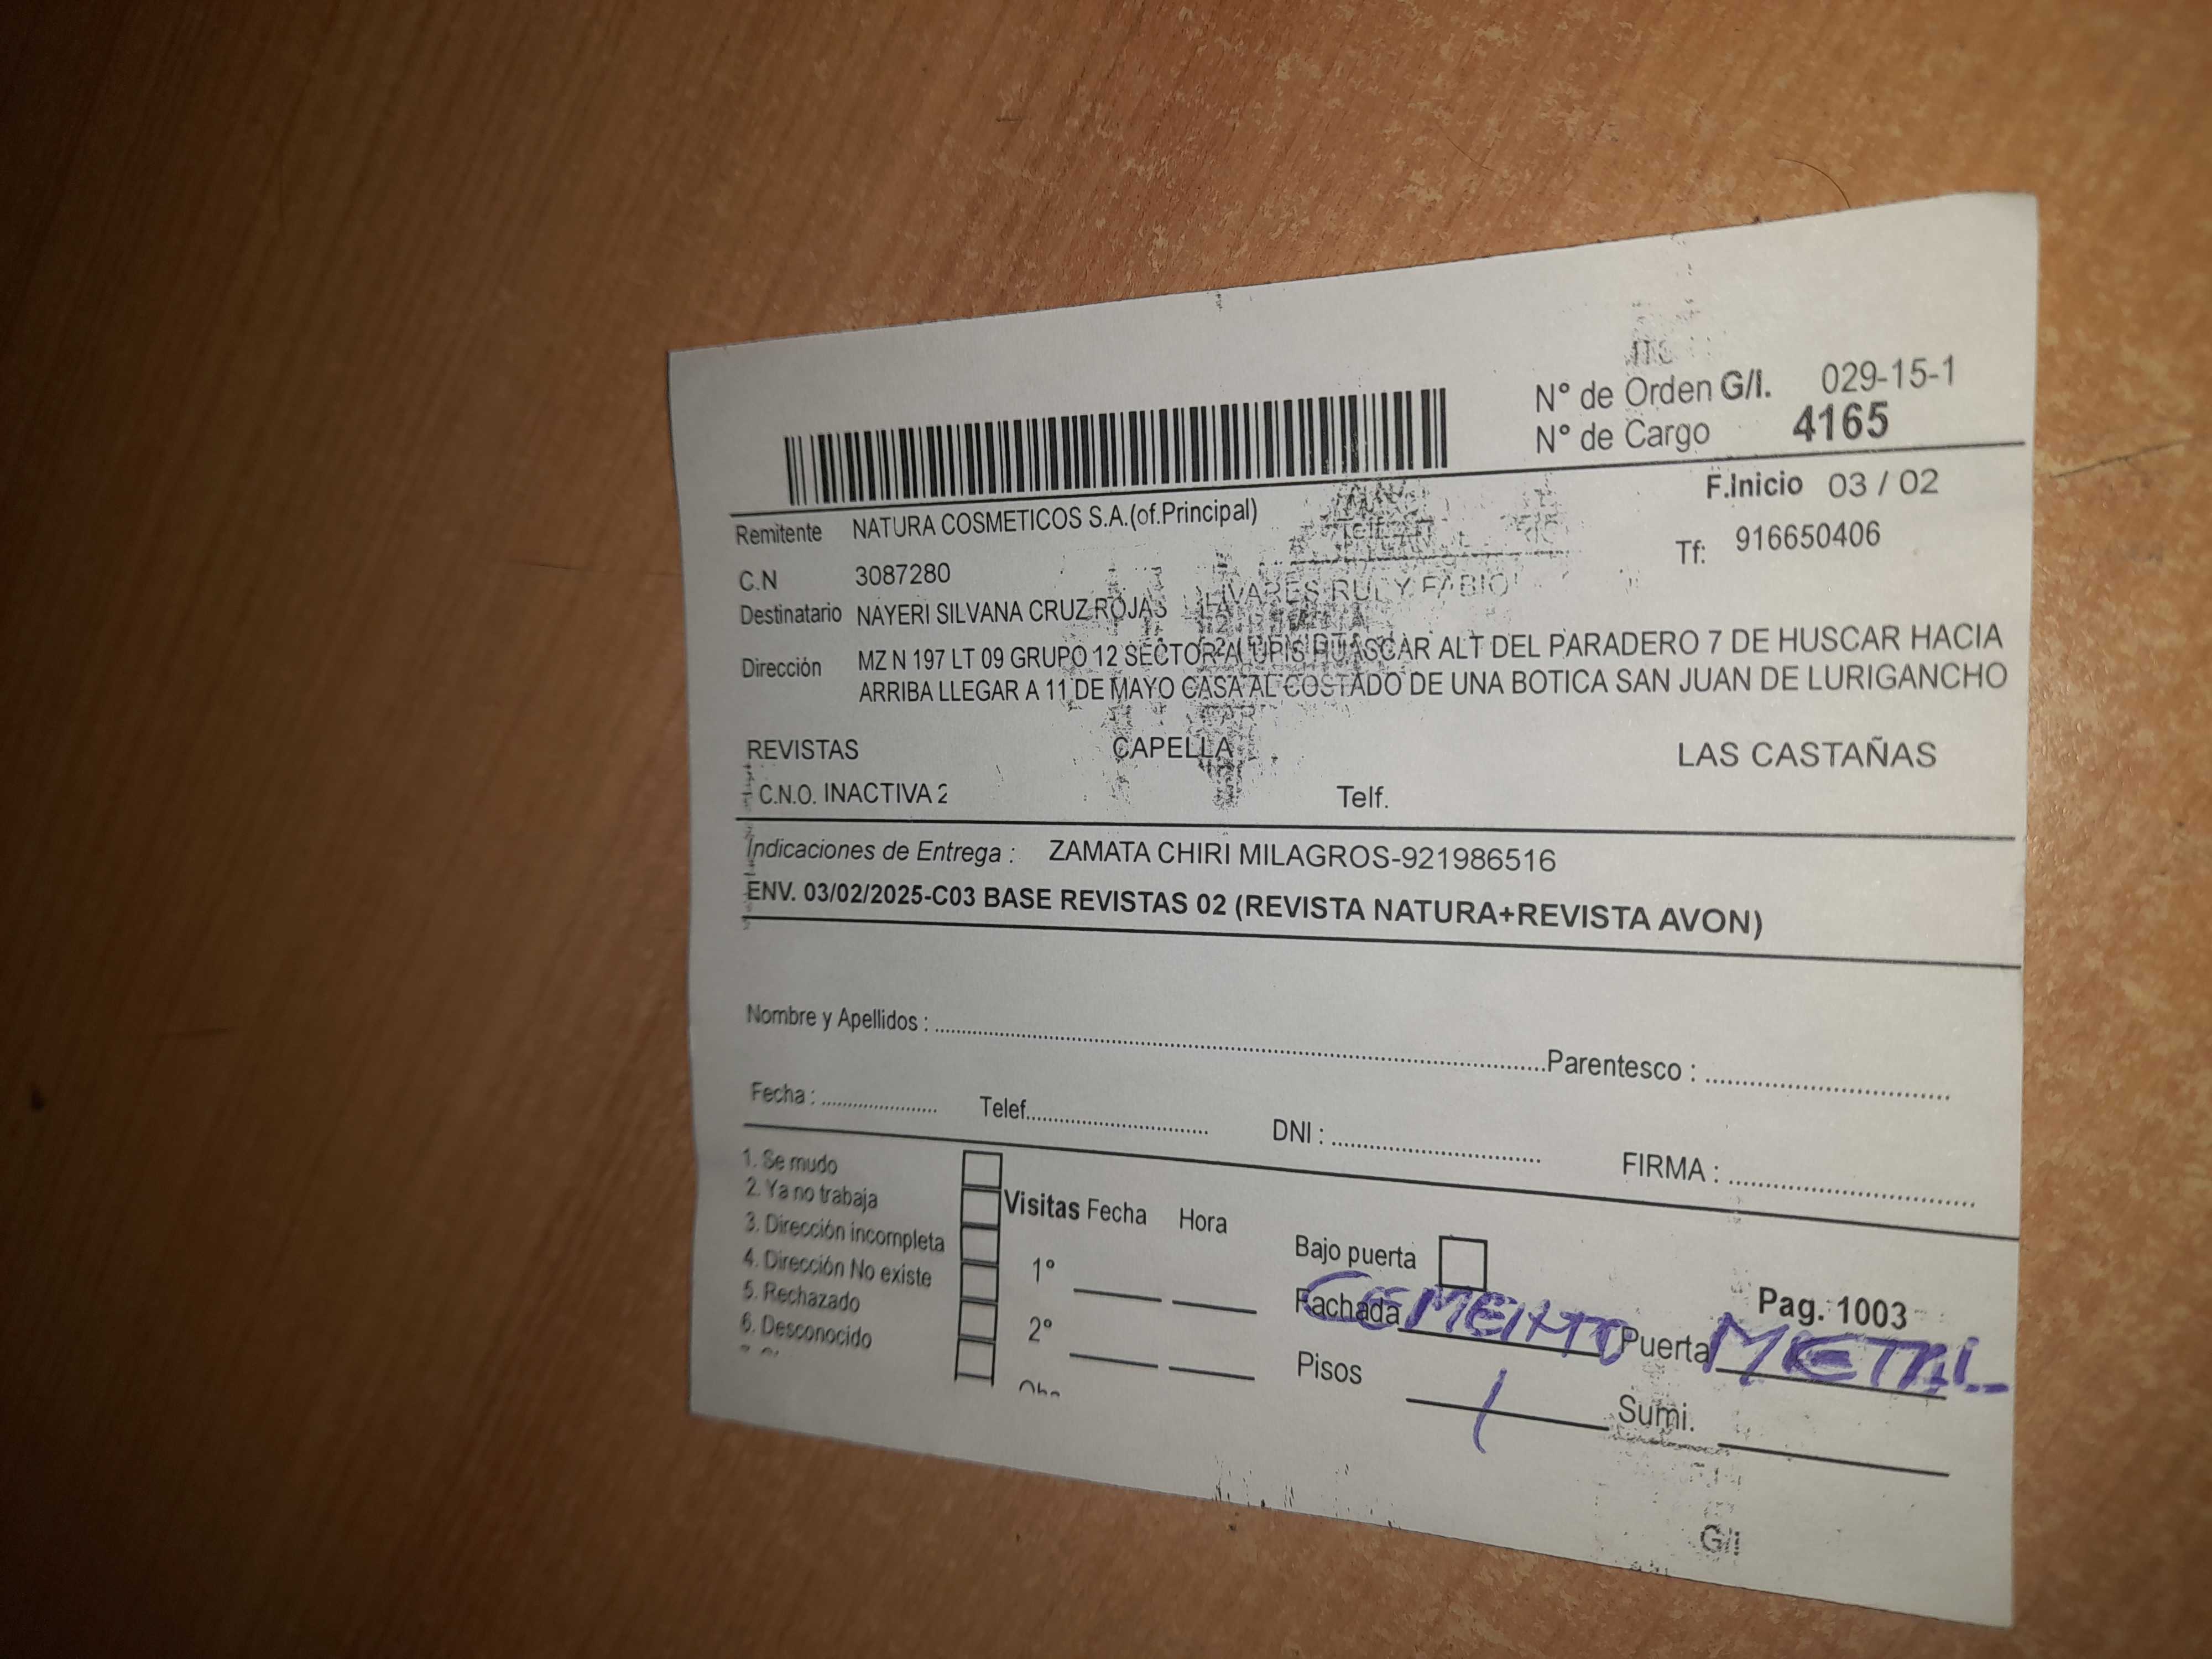 N° de Orden G/I. 029-15-1
N° de Cargo 4165
F.Inicio 03 / 02
Remitente NATURA COSMETICOS S.A.(of.Principal)
Tf: 916650406
C.N 3087280
Destinatario NAYERI SILVANA CRUZ ROJAS
Dirección MZ N 197 LT 09 GRUPO 12 SECTOR HUASCAR ALT DEL PARADERO 7 DE HUSCAR HACIA
ARRIBA LLEGAR A 11 DE MAYO CASA AL COSTADO DE UNA BOTICA SAN JUAN DE LURIGANCHO
REVISTAS CAPELLA LAS CASTAÑAS
C.N.O. INACTIVA 2 Telf.
Indicaciones de Entrega : ZAMATA CHIRI MILAGROS-921986516
ENV. 03/02/2025-C03 BASE REVISTAS 02 (REVISTA NATURA+REVISTA AVON)
Nombre y Apellidos : Parentesco :
Fecha : Telef. DNI : FIRMA :
1. Se mudo
2. Ya no trabaja
3. Dirección incompleta
4. Dirección No existe
5. Rechazado
6. Desconocido
Visitas Fecha Hora
1°
2°
Bajo puerta
Pag. 1003
Fachada CEMENTO Puerta METAL
Pisos 1 Sumi.
G/i